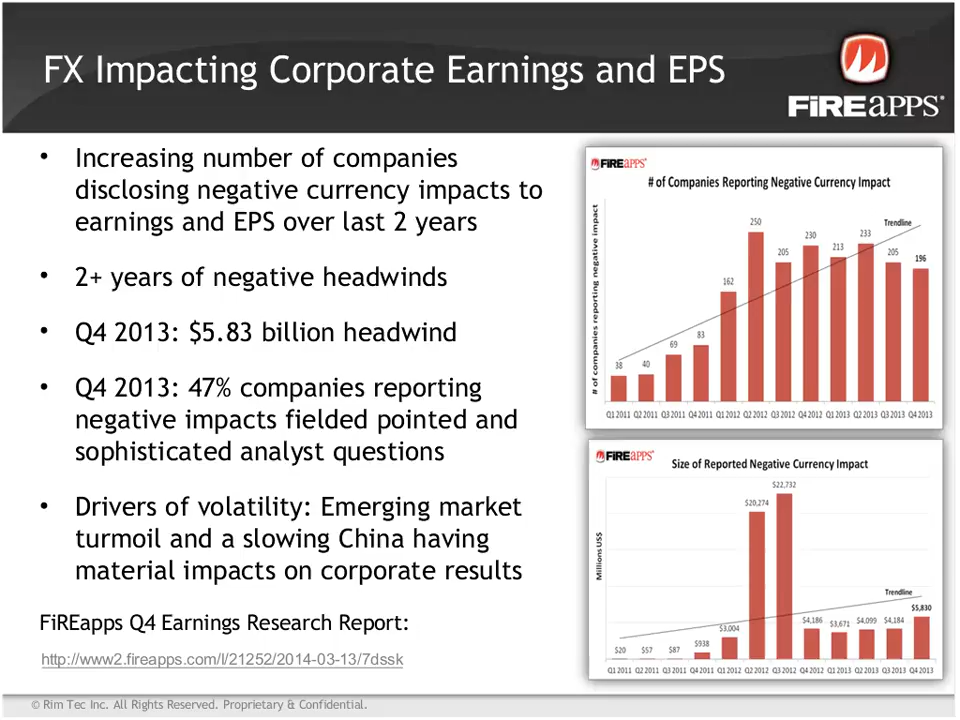 FX Impacting Corporate Earnings and EPS
FiREapps®
• Increasing number of companies
disclosing negative currency impacts to
earnings and EPS over last 2 years
• 2+ years of negative headwinds
• Q4 2013: $5.83 billion headwind
• Q4 2013: 47% companies reporting
negative impacts fielded pointed and
sophisticated analyst questions
• Drivers of volatility: Emerging market
turmoil and a slowing China having
material impacts on corporate results
FiREapps Q4 Earnings Research Report:
http://www2.fireapps.com/l/21252/2014-03-13/7dssk
FiREapps®
# of Companies Reporting Negative Currency Impact
# of companies reporting negative impact
Trendline
38 40 69 83 162 250 205 230 213 233 205 196
Q1 2011 Q2 2011 Q3 2011 Q4 2011 Q1 2012 Q2 2012 Q3 2012 Q4 2012 Q1 2013 Q2 2013 Q3 2013 Q4 2013
FiREapps®
Size of Reported Negative Currency Impact
Millions US$
Trendline
$20 $57 $87 $938 $3,004 $20,274 $22,732 $4,186 $3,671 $4,099 $4,184 $5,830
Q1 2011 Q2 2011 Q3 2011 Q4 2011 Q1 2012 Q2 2012 Q3 2012 Q4 2012 Q1 2013 Q2 2013 Q3 2013 Q4 2013
© Rim Tec Inc. All Rights Reserved. Proprietary & Confidential.